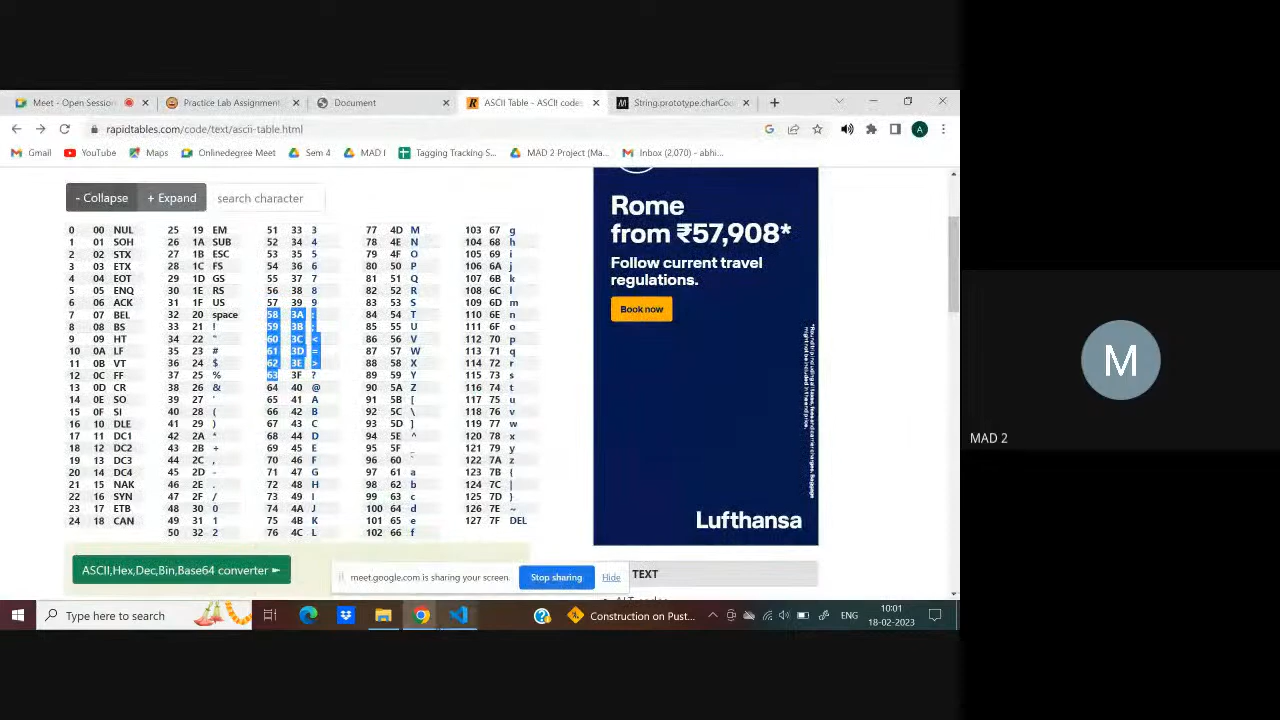 Meet - Open Session
Practice Lab Assignment
Document
ASCII Table - ASCII codes
String.prototype.charCo
rapidtables.com/code/text/ascii-table.html
A
Gmail YouTube Maps Onlinedegree Meet Sem 4 MAD I Tagging Tracking S... MAD 2 Project (Ma... Inbox (2,070) - abhi...
- Collapse + Expand search character
0 00 NUL 25 19 EM 51 33 3 77 4D M 103 67 g
1 01 SOH 26 1A SUB 52 34 4 78 4E N 104 68 h
2 02 STX 27 1B ESC 53 35 5 79 4F O 105 69 i
3 03 ETX 28 1C FS 54 36 6 80 50 P 106 6A j
4 04 EOT 29 1D GS 55 37 7 81 51 Q 107 6B k
5 05 ENQ 30 1E RS 56 38 8 82 52 R 108 6C l
6 06 ACK 31 1F US 57 39 9 83 53 S 109 6D m
7 07 BEL 32 20 space 58 3A : 84 54 T 110 6E n
8 08 BS 33 21 ! 59 3B ; 85 55 U 111 6F o
9 09 HT 34 22 " 60 3C < 86 56 V 112 70 p
10 0A LF 35 23 # 61 3D = 87 57 W 113 71 q
11 0B VT 36 24 $ 62 3E > 88 58 X 114 72 r
12 0C FF 37 25 % 63 3F ? 89 59 Y 115 73 s
13 0D CR 38 26 & 64 40 @ 90 5A Z 116 74 t
14 0E SO 39 27 ' 65 41 A 91 5B [ 117 75 u
15 0F SI 40 28 ( 66 42 B 92 5C \ 118 76 v
16 10 DLE 41 29 ) 67 43 C 93 5D ] 119 77 w
17 11 DC1 42 2A * 68 44 D 94 5E ^ 120 78 x
18 12 DC2 43 2B + 69 45 E 95 5F _ 121 79 y
19 13 DC3 44 2C , 70 46 F 96 60 ` 122 7A z
20 14 DC4 45 2D - 71 47 G 97 61 a 123 7B {
21 15 NAK 46 2E . 72 48 H 98 62 b 124 7C |
22 16 SYN 47 2F / 73 49 I 99 63 c 125 7D }
23 17 ETB 48 30 0 74 4A J 100 64 d 126 7E ~
24 18 CAN 49 31 1 75 4B K 101 65 e 127 7F DEL
50 32 2 76 4C L 102 66 f
ASCII,Hex,Dec,Bin,Base64 converter ►
Rome
from ₹57,908*
Follow current travel
regulations.
Book now
Lufthansa
TEXT
meet.google.com is sharing your screen. Stop sharing Hide
Type here to search
Construction on Pust...
ENG
10:01
18-02-2023
M
MAD 2